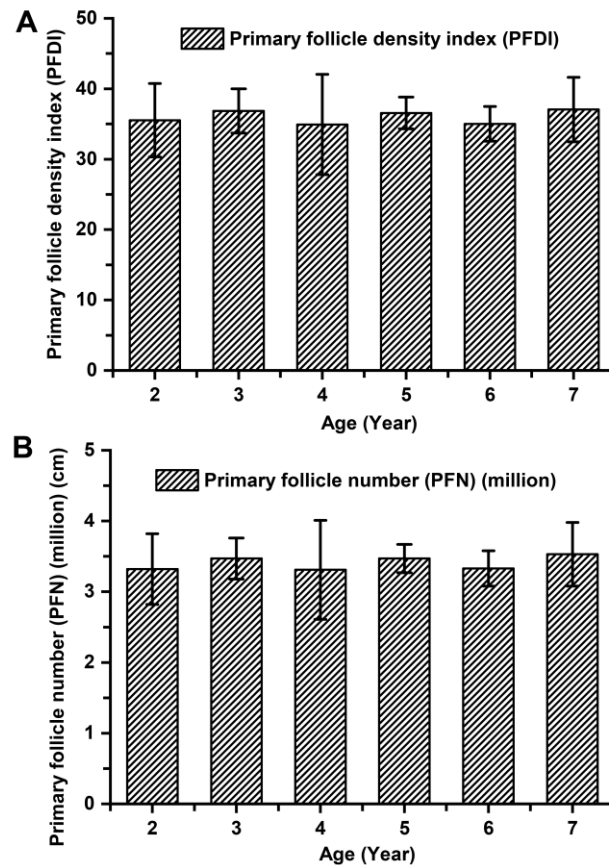 A
Primary follicle density index (PFDI)
Primary follicle density index (PFDI)
50
40
30
20
10
0
2 3 4 5 6 7
Age (Year)
B
Primary follicle number (PFN) (million) (cm)
Primary follicle number (PFN) (million)
5
4
3
2
1
0
2 3 4 5 6 7
Age (Year)